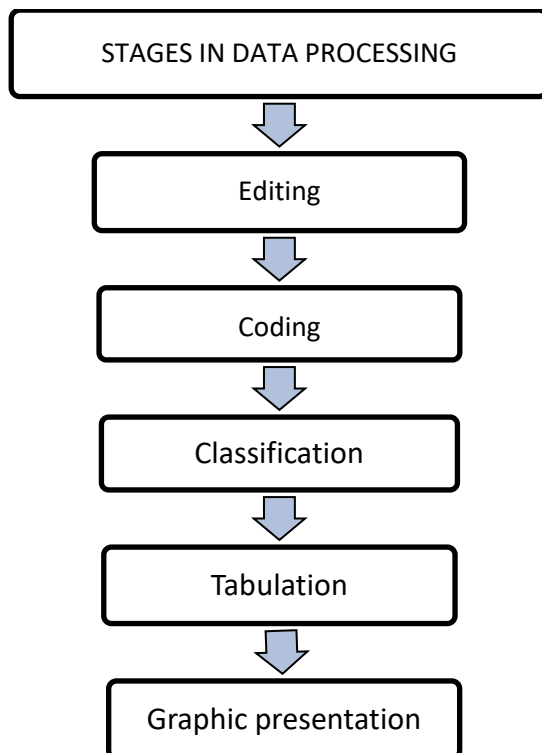 STAGES IN DATA PROCESSING
Editing
Coding
Classification
Tabulation
Graphic presentation